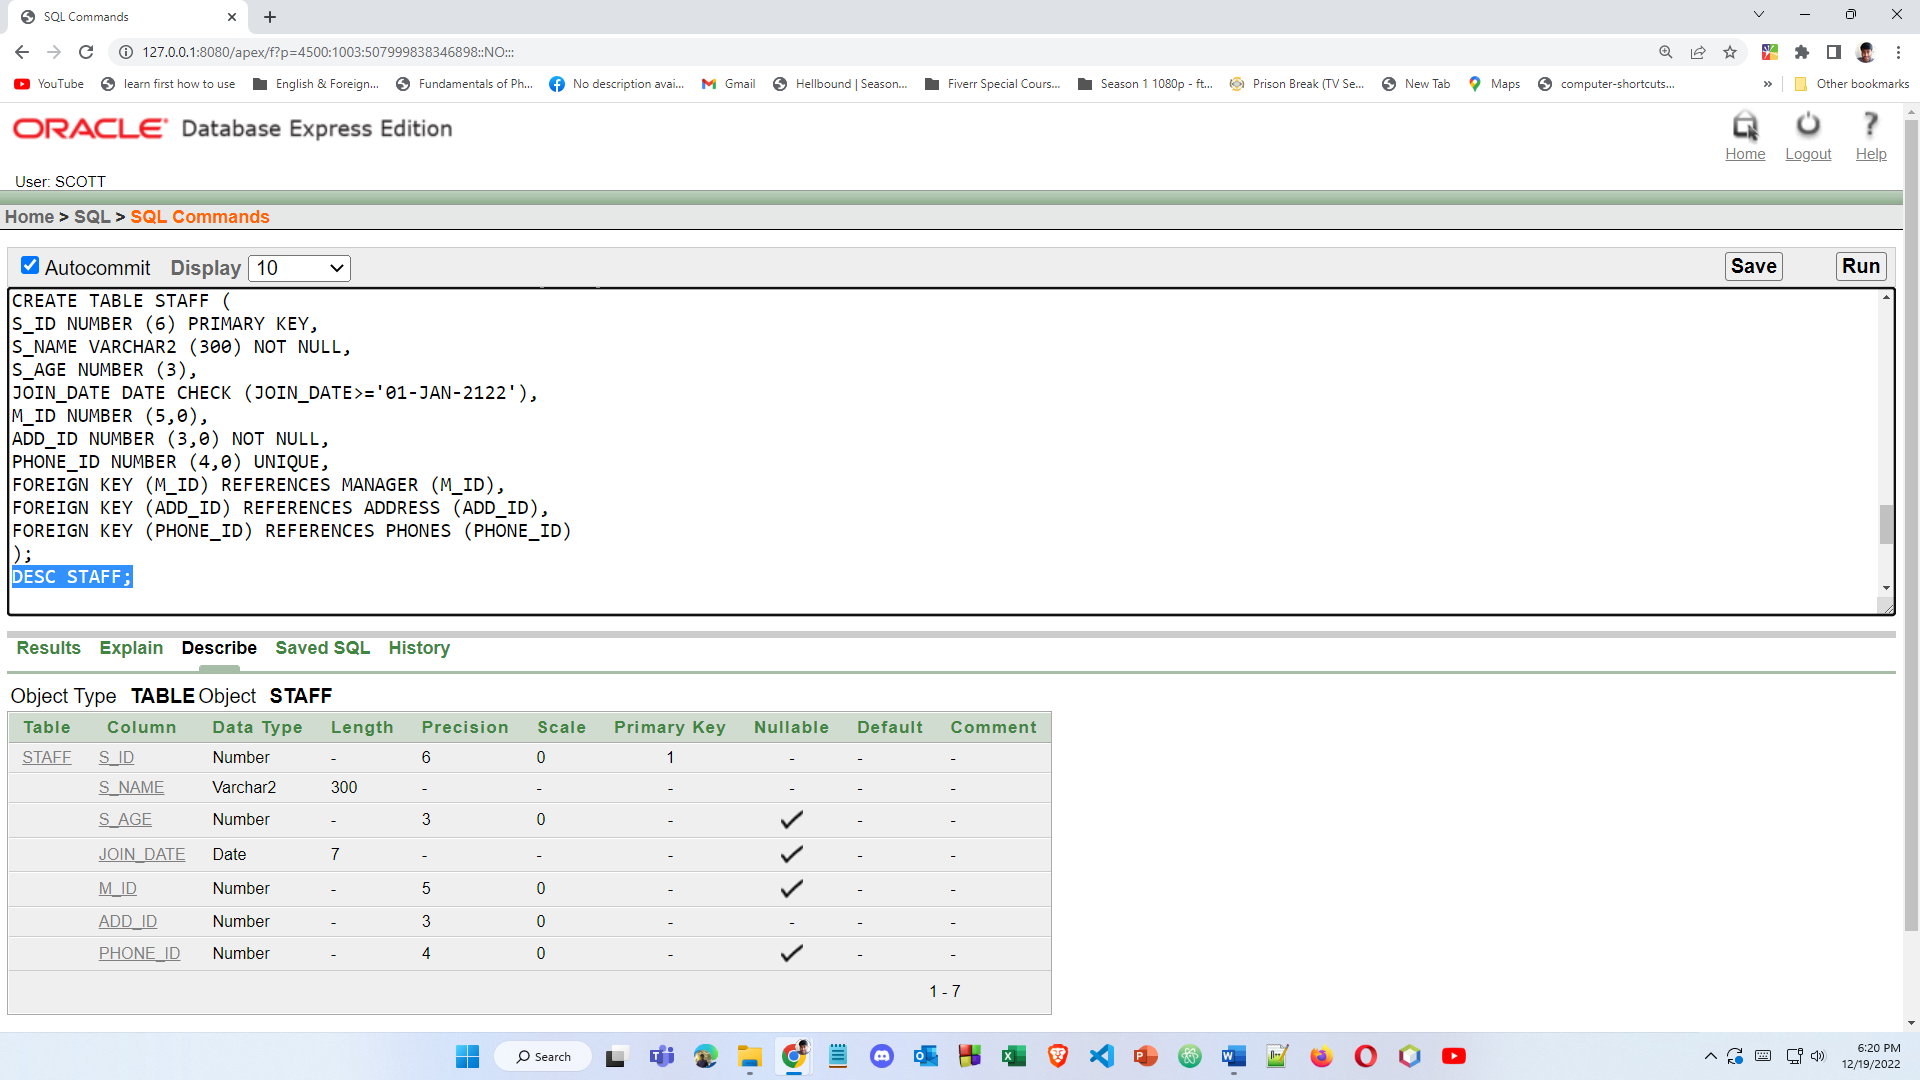 SQL Commands
127.0.0.1:8080/apex/f?p=4500:1003:507999838346898::NO:::
YouTube learn first how to use English & Foreign... Fundamentals of Ph... No description avai... Gmail Hellbound | Season... Fiverr Special Cours... Season 1 1080p - ft... Prison Break (TV Se... New Tab Maps computer-shortcuts... » Other bookmarks
ORACLE Database Express Edition
Home Logout Help
User: SCOTT
Home > SQL > SQL Commands
Autocommit Display 10 Save Run
CREATE TABLE STAFF (
S_ID NUMBER (6) PRIMARY KEY,
S_NAME VARCHAR2 (300) NOT NULL,
S_AGE NUMBER (3),
JOIN_DATE DATE CHECK (JOIN_DATE>='01-JAN-2122'),
M_ID NUMBER (5,0),
ADD_ID NUMBER (3,0) NOT NULL,
PHONE_ID NUMBER (4,0) UNIQUE,
FOREIGN KEY (M_ID) REFERENCES MANAGER (M_ID),
FOREIGN KEY (ADD_ID) REFERENCES ADDRESS (ADD_ID),
FOREIGN KEY (PHONE_ID) REFERENCES PHONES (PHONE_ID)
);
DESC STAFF;
Results Explain Describe Saved SQL History
Object Type TABLE Object STAFF
Table Column Data Type Length Precision Scale Primary Key Nullable Default Comment
STAFF S_ID Number - 6 0 1 - - -
S_NAME Varchar2 300 - - - - - -
S_AGE Number - 3 0 - ✓ - -
JOIN_DATE Date 7 - - - ✓ - -
M_ID Number - 5 0 - ✓ - -
ADD_ID Number - 3 0 - - - -
PHONE_ID Number - 4 0 - ✓ - -
1 - 7
Search
6:20 PM
12/19/2022